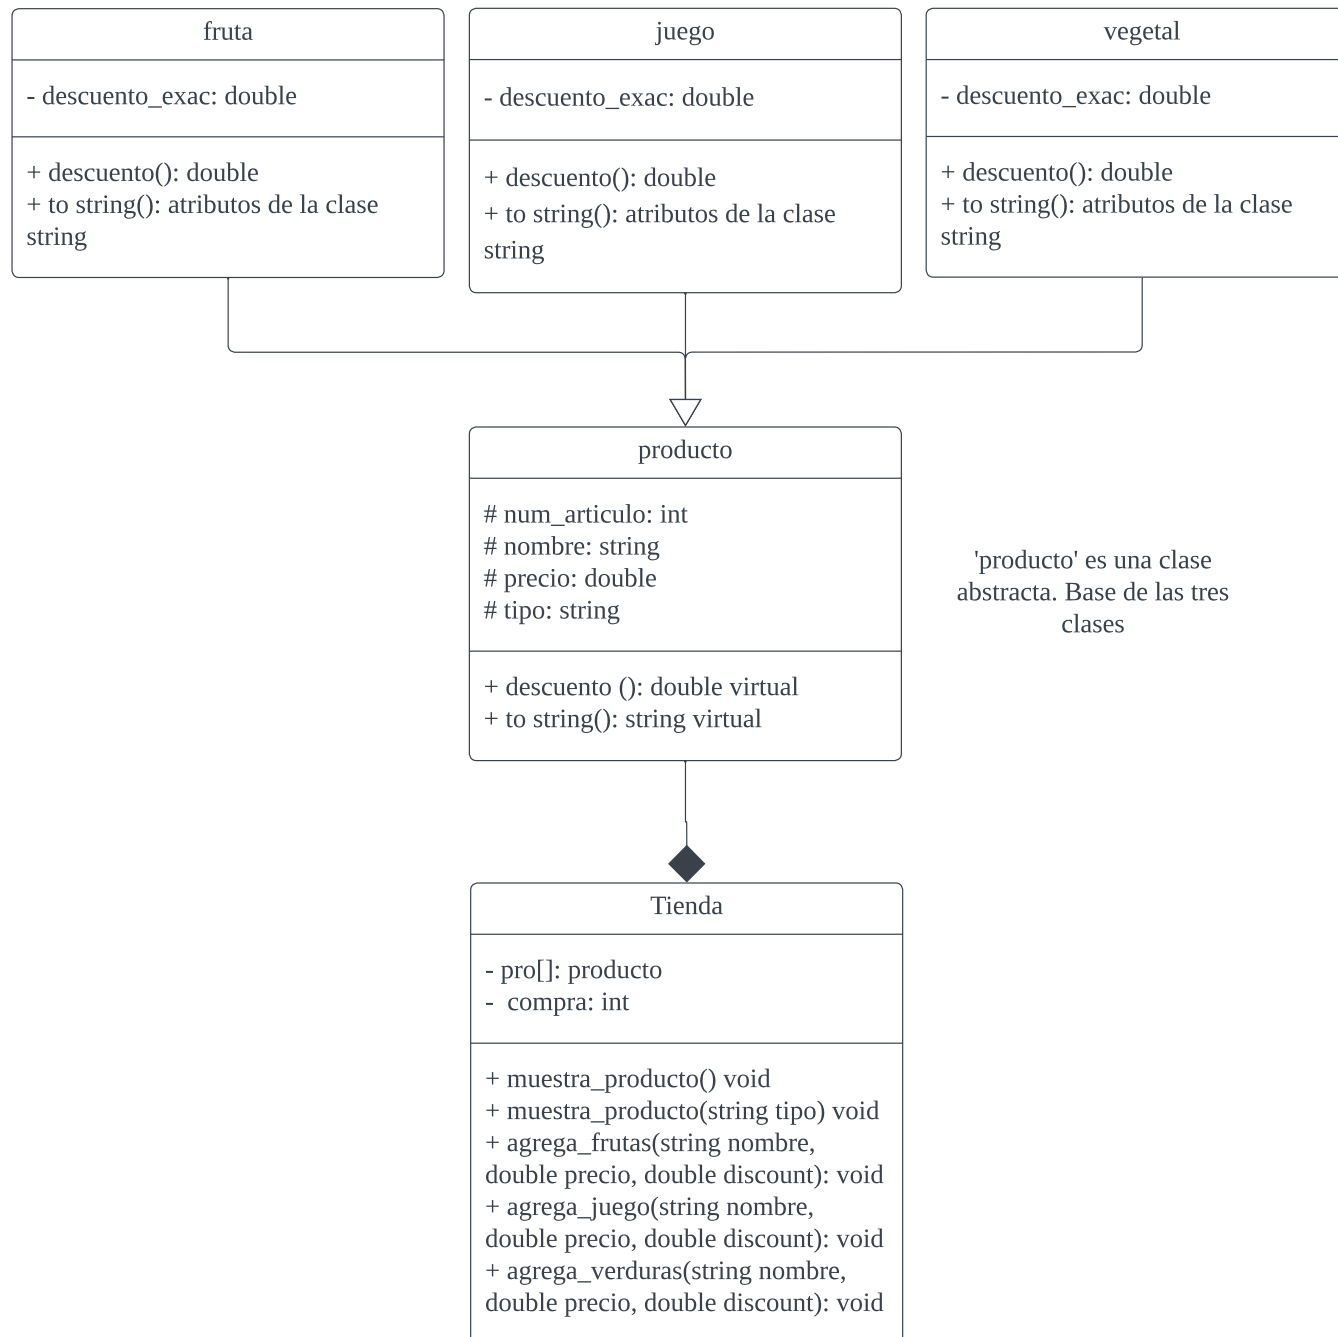 fruta
- descuento_exac: double
+ descuento(): double
+ to string(): atributos de la clase
string
juego
- descuento_exac: double
+ descuento(): double
+ to string(): atributos de la clase
string
vegetal
- descuento_exac: double
+ descuento(): double
+ to string(): atributos de la clase
string
producto
# num_articulo: int
# nombre: string
# precio: double
# tipo: string
+ descuento (): double virtual
+ to string(): string virtual
'producto' es una clase
abstracta. Base de las tres
clases
Tienda
- pro[]: producto
-  compra: int
+ muestra_producto() void
+ muestra_producto(string tipo) void
+ agrega_frutas(string nombre,
double precio, double discount): void
+ agrega_juego(string nombre,
double precio, double discount): void
+ agrega_verduras(string nombre,
double precio, double discount): void